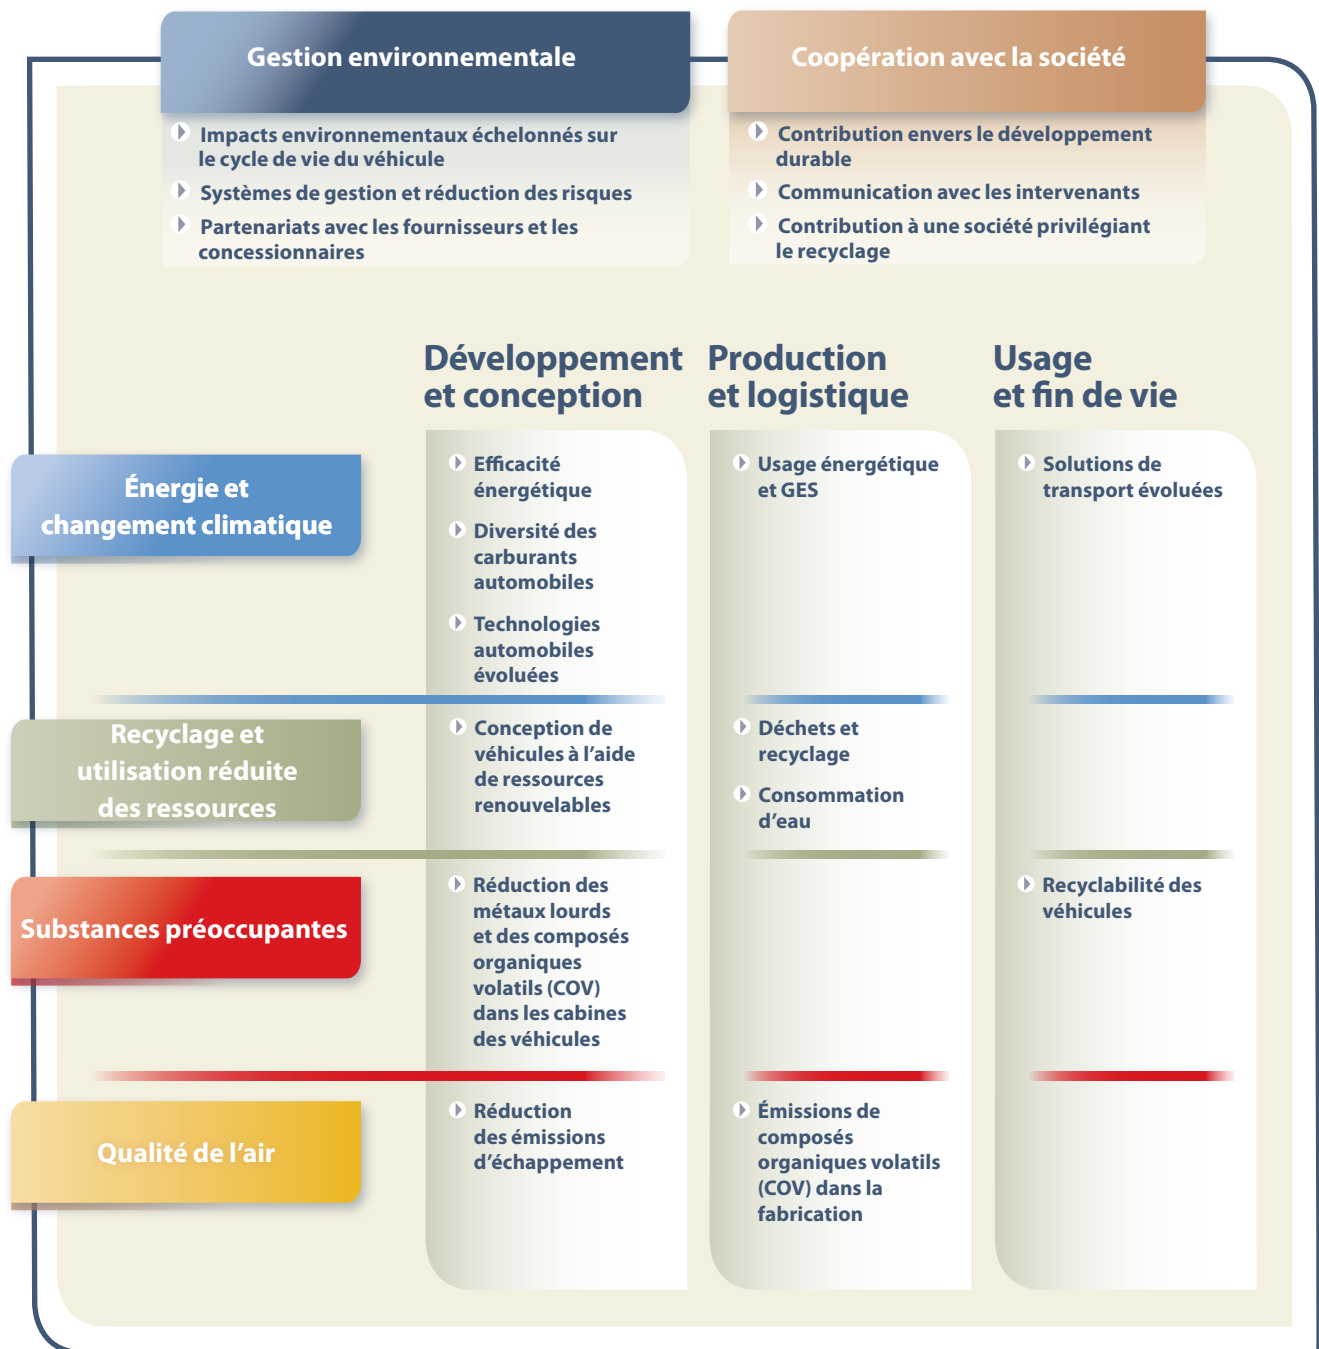 Gestion environnementale
Impacts environnementaux échelonnés sur
le cycle de vie du véhicule
Systèmes de gestion et réduction des risques
Partenariats avec les fournisseurs et les
concessionnaires
Coopération avec la société
Contribution envers le développement
durable
Communication avec les intervenants
Contribution à une société privilégiant
le recyclage
Développement
et conception
Production
et logistique
Usage
et fin de vie
Énergie et
changement climatique
Efficacité
énergétique
Diversité des
carburants
automobiles
Technologies
automobiles
évoluées
Usage énergétique
et GES
Solutions de
transport évoluées
Recyclage et
utilisation réduite
des ressources
Conception de
véhicules à l’aide
de ressources
renouvelables
Déchets et
recyclage
Consommation
d’eau
Substances préoccupantes
Réduction des
métaux lourds
et des composés
organiques
volatils (COV)
dans les cabines
des véhicules
Recyclabilité des
véhicules
Qualité de l’air
Réduction
des émissions
d’échappement
Émissions de
composés
organiques volatils
(COV) dans la
fabrication